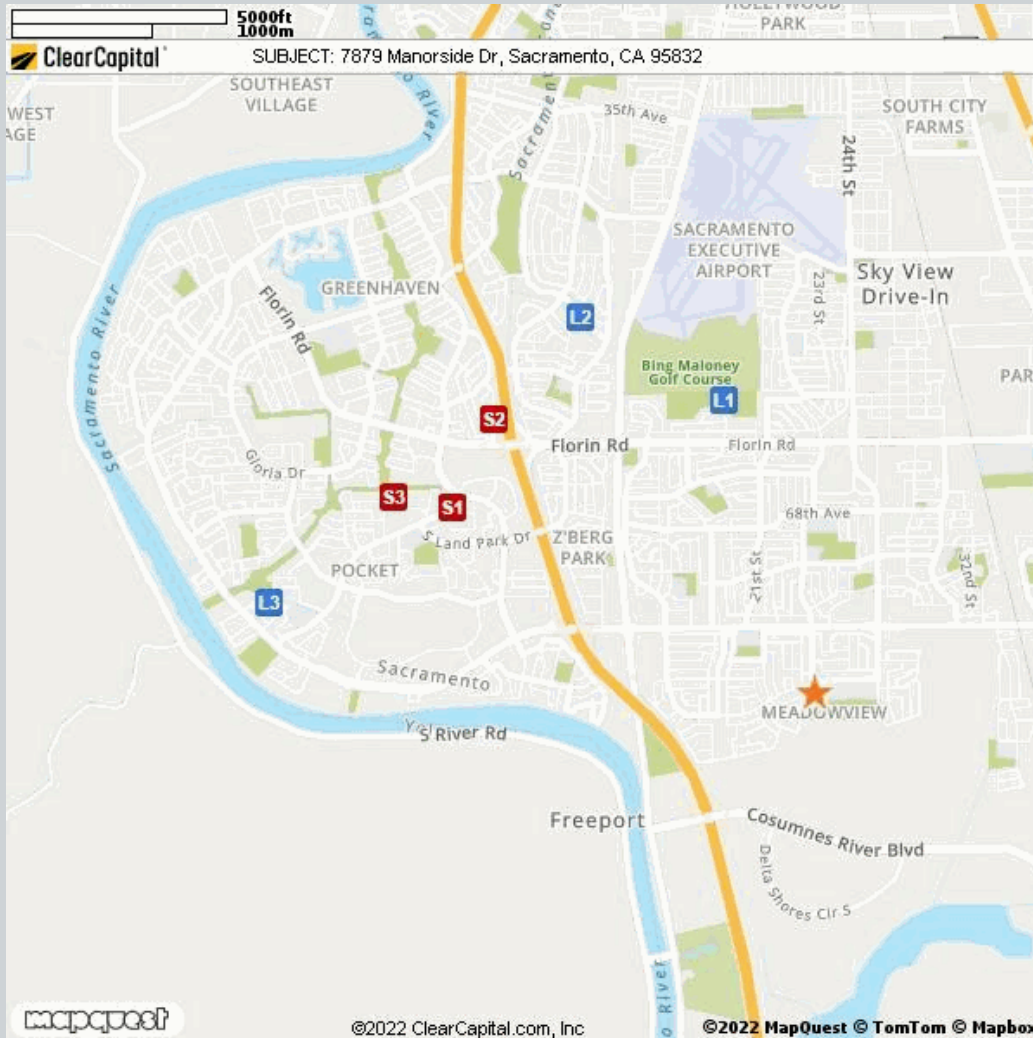 5000ft
1000m
HOLLYWOOD
PARK
ClearCapital
SUBJECT: 7879 Manorside Dr, Sacramento, CA 95832
SOUTHEAST
VILLAGE
WEST
Sacramento River
35th Ave
SOUTH CITY
FARMS
24th St
SACRAMENTO
EXECUTIVE
AIRPORT
23rd St
Sky View
Drive-In
GREENHAVEN
Florin Rd
L2
Sacramento River
Bing Maloney
Golf Course
L1
S2
Florin Rd
Florin Rd
Gloria Dr
S3
S1
68th Ave
S Land Park Dr
Z'BERG
PARK
POCKET
21st St
32nd St
L3
Sacramento
MEADOWVIEW
S River Rd
Freeport
Cosumnes River Blvd
Delta Shores Cir S
River
mapquest
©2022 ClearCapital.com, Inc
©2022 MapQuest © TomTom © Mapbox